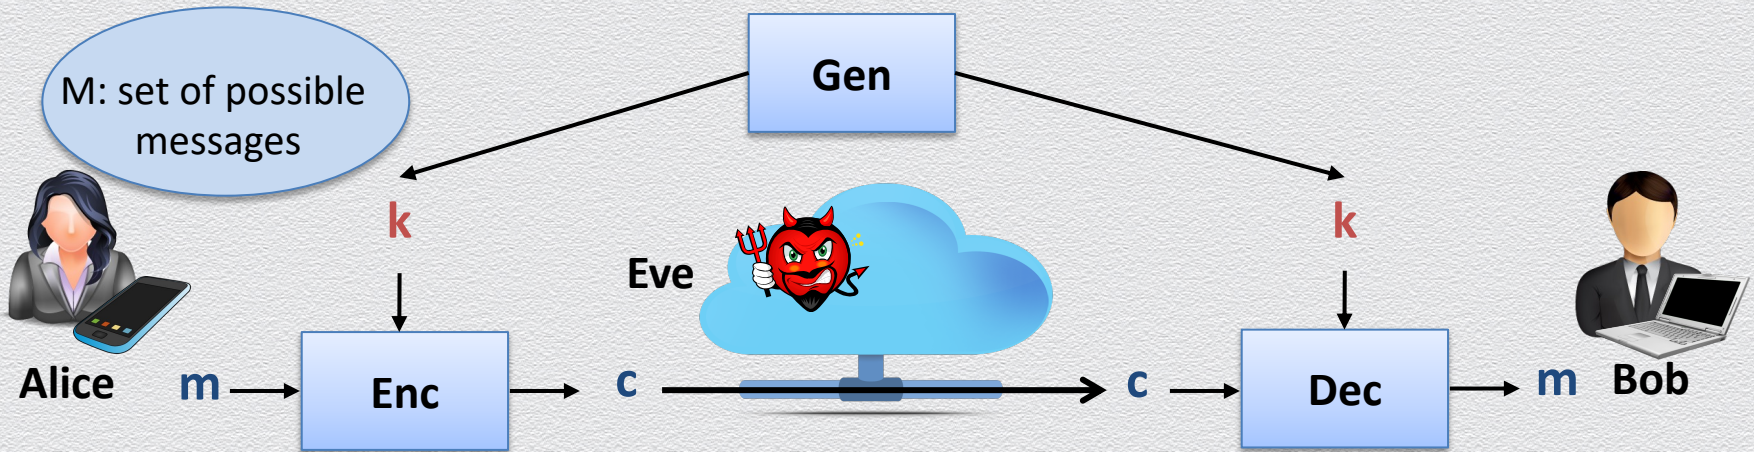 M: set of possible
messages
Gen
k
k
Eve
Alice
m
Enc
c
c
Dec
m
Bob